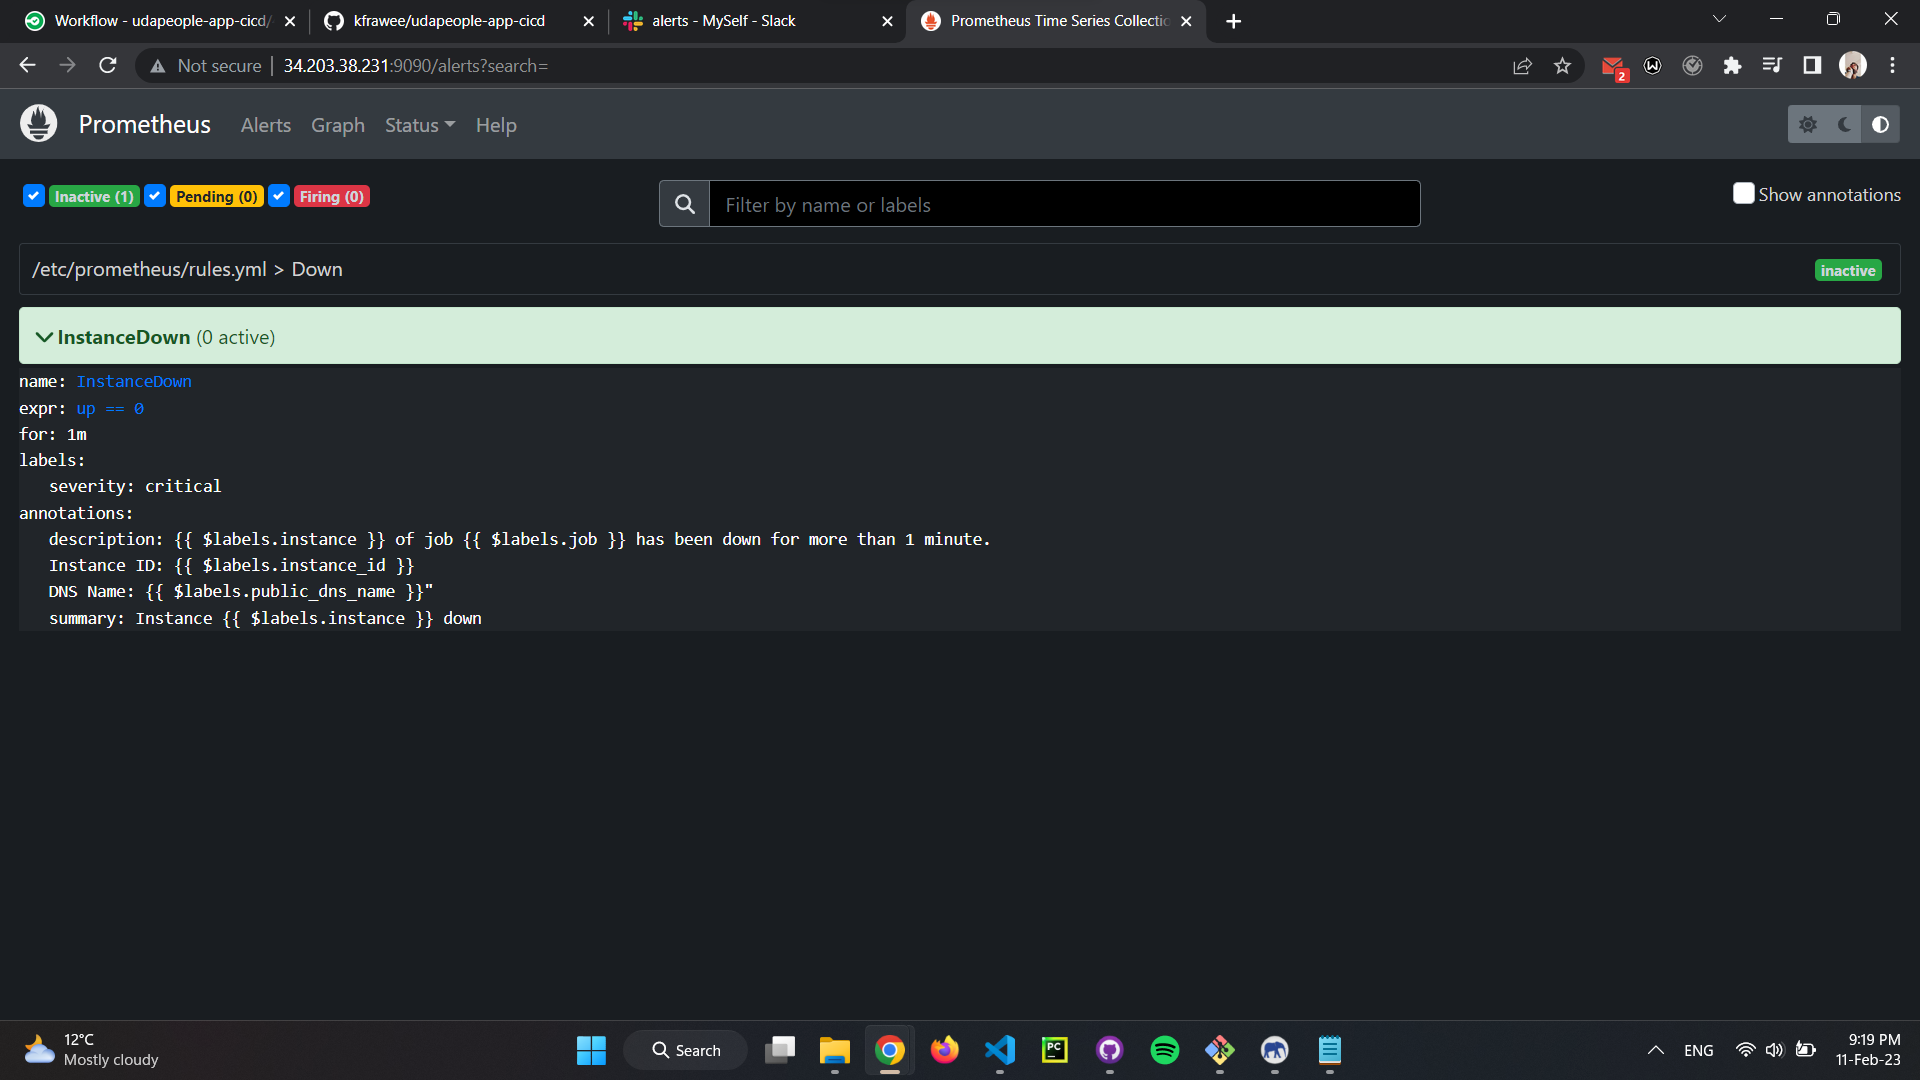 Workflow - udapeople-app-cicd/
kfrawee/udapeople-app-cicd
alerts - MySelf - Slack
Prometheus Time Series Collectio
Not secure
34.203.38.231:9090/alerts?search=
2
Prometheus
Alerts
Graph
Status
Help
Inactive (1)
Pending (0)
Firing (0)
Filter by name or labels
Show annotations
/etc/prometheus/rules.yml > Down
inactive
InstanceDown (0 active)
name: InstanceDown
expr: up == 0
for: 1m
labels:
severity: critical
annotations:
description: {{ $labels.instance }} of job {{ $labels.job }} has been down for more than 1 minute.
Instance ID: {{ $labels.instance_id }}
DNS Name: {{ $labels.public_dns_name }}"
summary: Instance {{ $labels.instance }} down
12°C
Mostly cloudy
Search
PC
ENG
9:19 PM
11-Feb-23